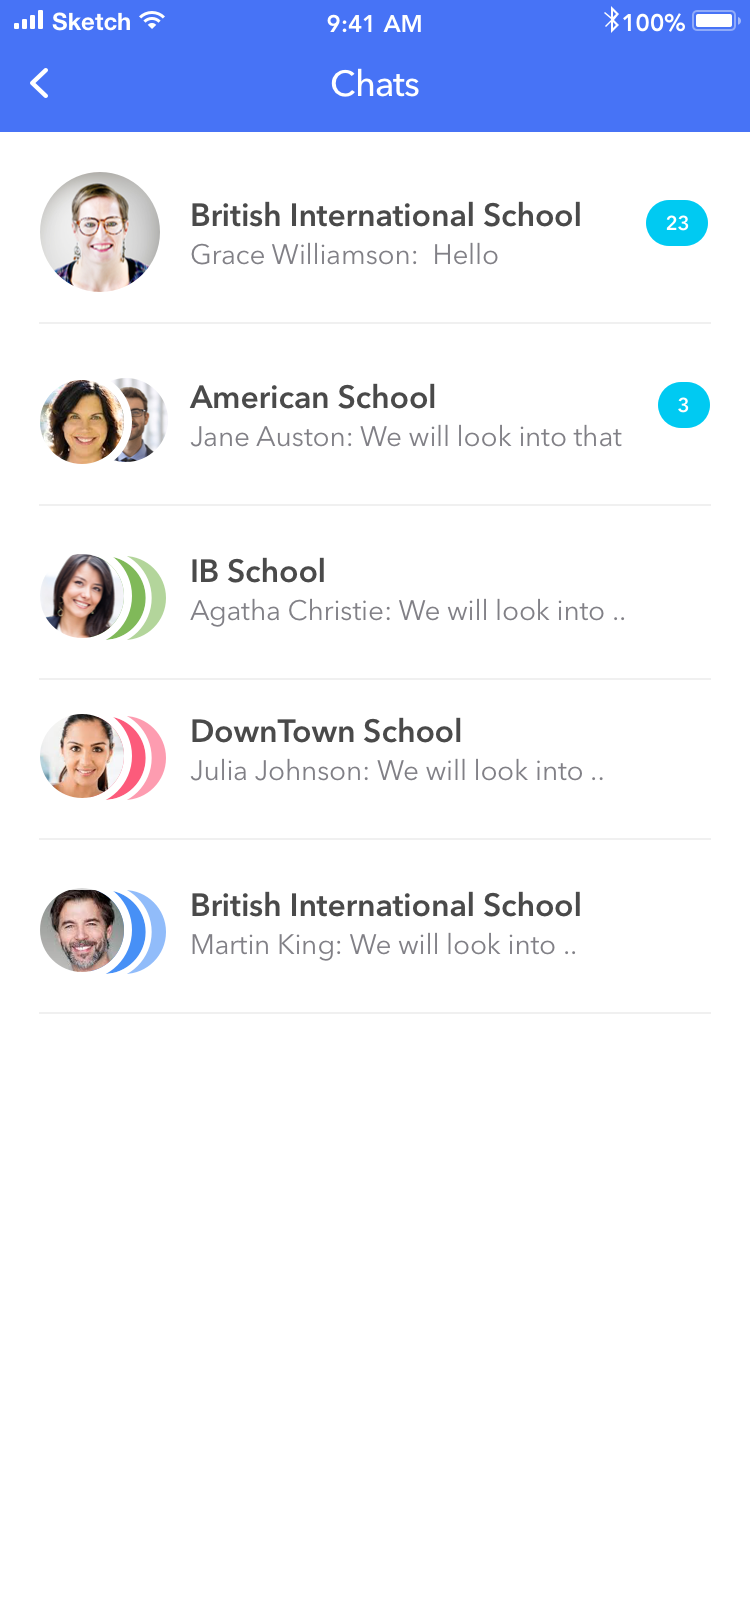 Sketch 9:41 AM 100%
Chats
British International School 23
Grace Williamson:  Hello
American School 3
Jane Auston: We will look into that
IB School
Agatha Christie: We will look into ..
DownTown School
Julia Johnson: We will look into ..
British International School
Martin King: We will look into ..